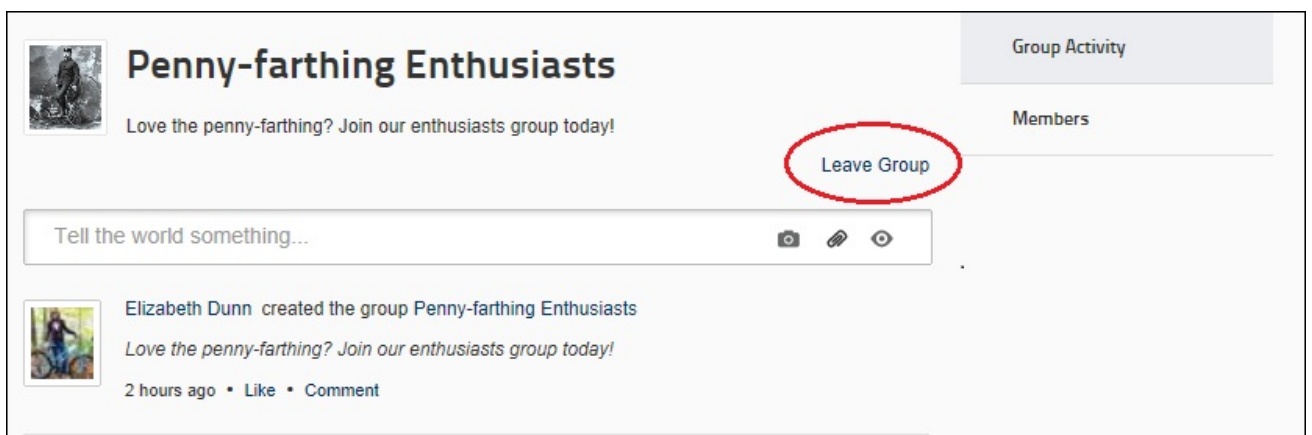 Penny-farthing Enthusiasts
Love the penny-farthing? Join our enthusiasts group today!
Leave Group
Tell the world something...
Elizabeth Dunn created the group Penny-farthing Enthusiasts
Love the penny-farthing? Join our enthusiasts group today!
2 hours ago • Like • Comment
Group Activity
Members